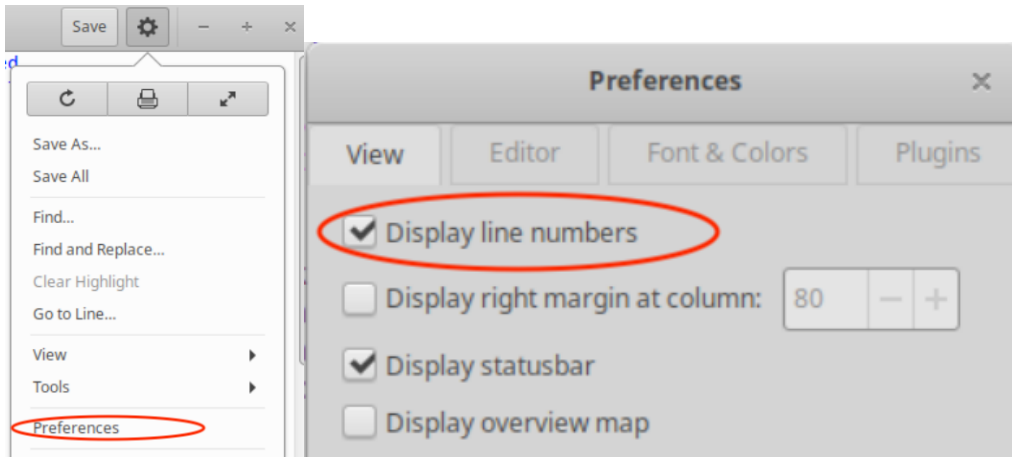 Save
ed
Save As...
Save All
Find...
Find and Replace...
Clear Highlight
Go to Line...
View
Tools
Preferences
Preferences
View Editor Font & Colors Plugins
Display line numbers
Display right margin at column: 80
Display statusbar
Display overview map